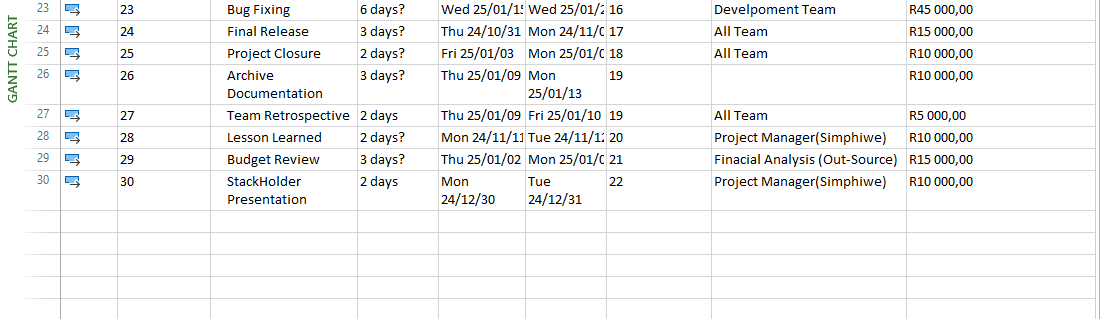 GANTT CHART
23 23 Bug Fixing 6 days? Wed 25/01/15 Wed 25/01/2 16 Develpoment Team R45 000,00
24 24 Final Release 3 days? Thu 24/10/31 Mon 24/11/0 17 All Team R15 000,00
25 25 Project Closure 2 days? Fri 25/01/03 Mon 25/01/0 18 All Team R10 000,00
26 26 Archive 3 days? Thu 25/01/09 Mon 19 R10 000,00
Documentation 25/01/13
27 27 Team Retrospective 2 days Thu 25/01/09 Fri 25/01/10 19 All Team R5 000,00
28 28 Lesson Learned 2 days? Mon 24/11/11 Tue 24/11/12 20 Project Manager(Simphiwe) R10 000,00
29 29 Budget Review 3 days? Thu 25/01/02 Mon 25/01/0 21 Finacial Analysis (Out-Source) R15 000,00
30 30 StackHolder 2 days Mon Tue 22 Project Manager(Simphiwe) R10 000,00
Presentation 24/12/30 24/12/31